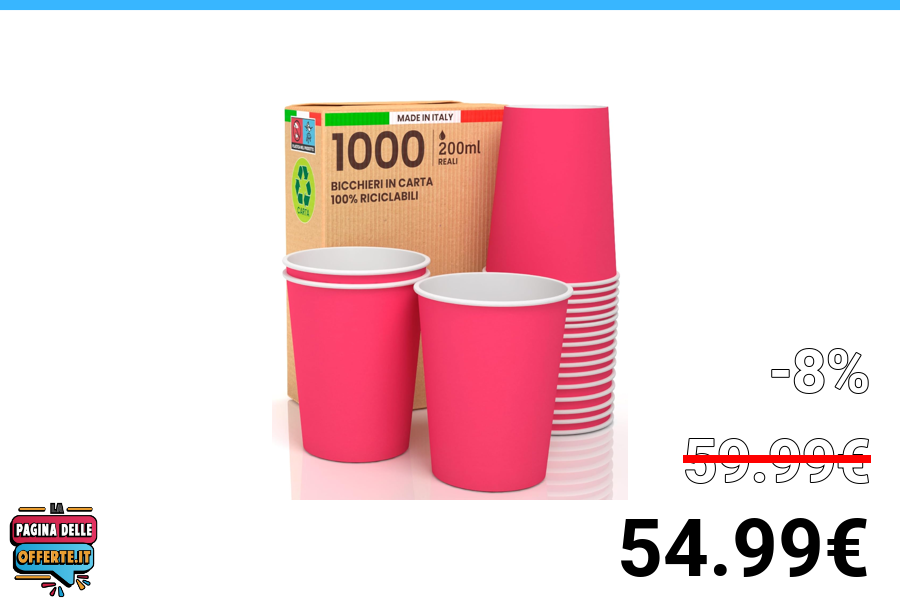 MADE IN ITALY
1000
200ml
REALI
BICCHIERI IN CARTA
100% RICICLABILI
CARTA
-8%
59.99€
54.99€
LA
PAGINA DELLE
OFFERTE.IT